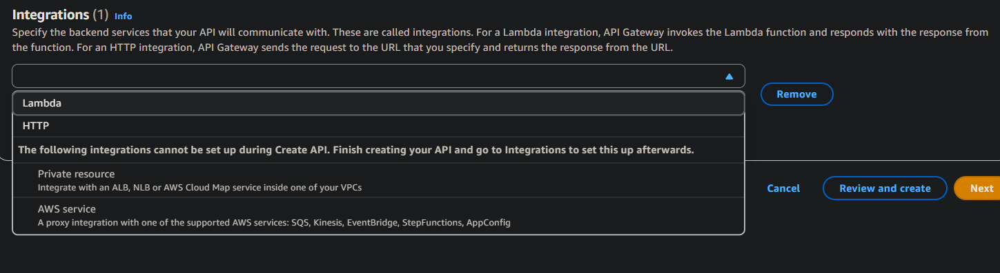 Integrations (1) Info
Specify the backend services that your API will communicate with. These are called integrations. For a Lambda integration, API Gateway invokes the Lambda function and responds with the response from
the function. For an HTTP integration, API Gateway sends the request to the URL that you specify and returns the response from the URL.
Remove
Lambda
HTTP
The following integrations cannot be set up during Create API. Finish creating your API and go to Integrations to set this up afterwards.
Private resource
Integrate with an ALB, NLB or AWS Cloud Map service inside one of your VPCs
AWS service
A proxy integration with one of the supported AWS services: SQS, Kinesis, EventBridge, StepFunctions, AppConfig
Cancel Review and create Next